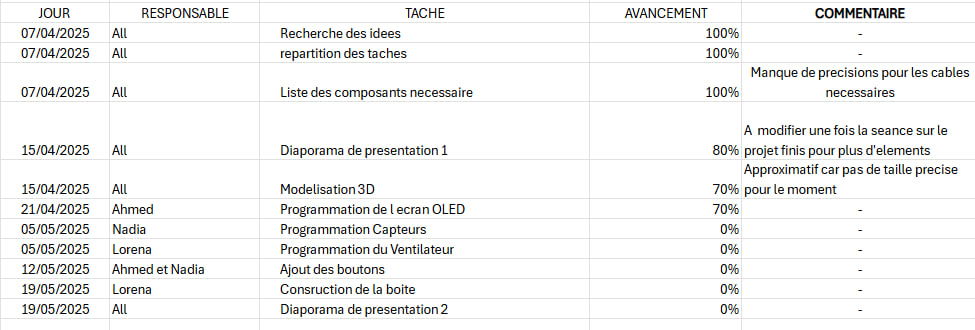 JOUR RESPONSABLE TACHE AVANCEMENT COMMENTAIRE
07/04/2025 All Recherche des idees 100% -
07/04/2025 All repartition des taches 100% -
Manque de precisions pour les cables
07/04/2025 All Liste des composants necessaire 100% necessaires
A modifier une fois la seance sur le
15/04/2025 All Diaporama de presentation 1 80% projet finis pour plus d'elements
Approximatif car pas de taille precise
15/04/2025 All Modelisation 3D 70% pour le moment
21/04/2025 Ahmed Programmation de l ecran OLED 70% -
05/05/2025 Nadia Programmation Capteurs 0% -
05/05/2025 Lorena Programmation du Ventilateur 0% -
12/05/2025 Ahmed et Nadia Ajout des boutons 0% -
19/05/2025 Lorena Consruction de la boite 0% -
19/05/2025 All Diaporama de presentation 2 0% -